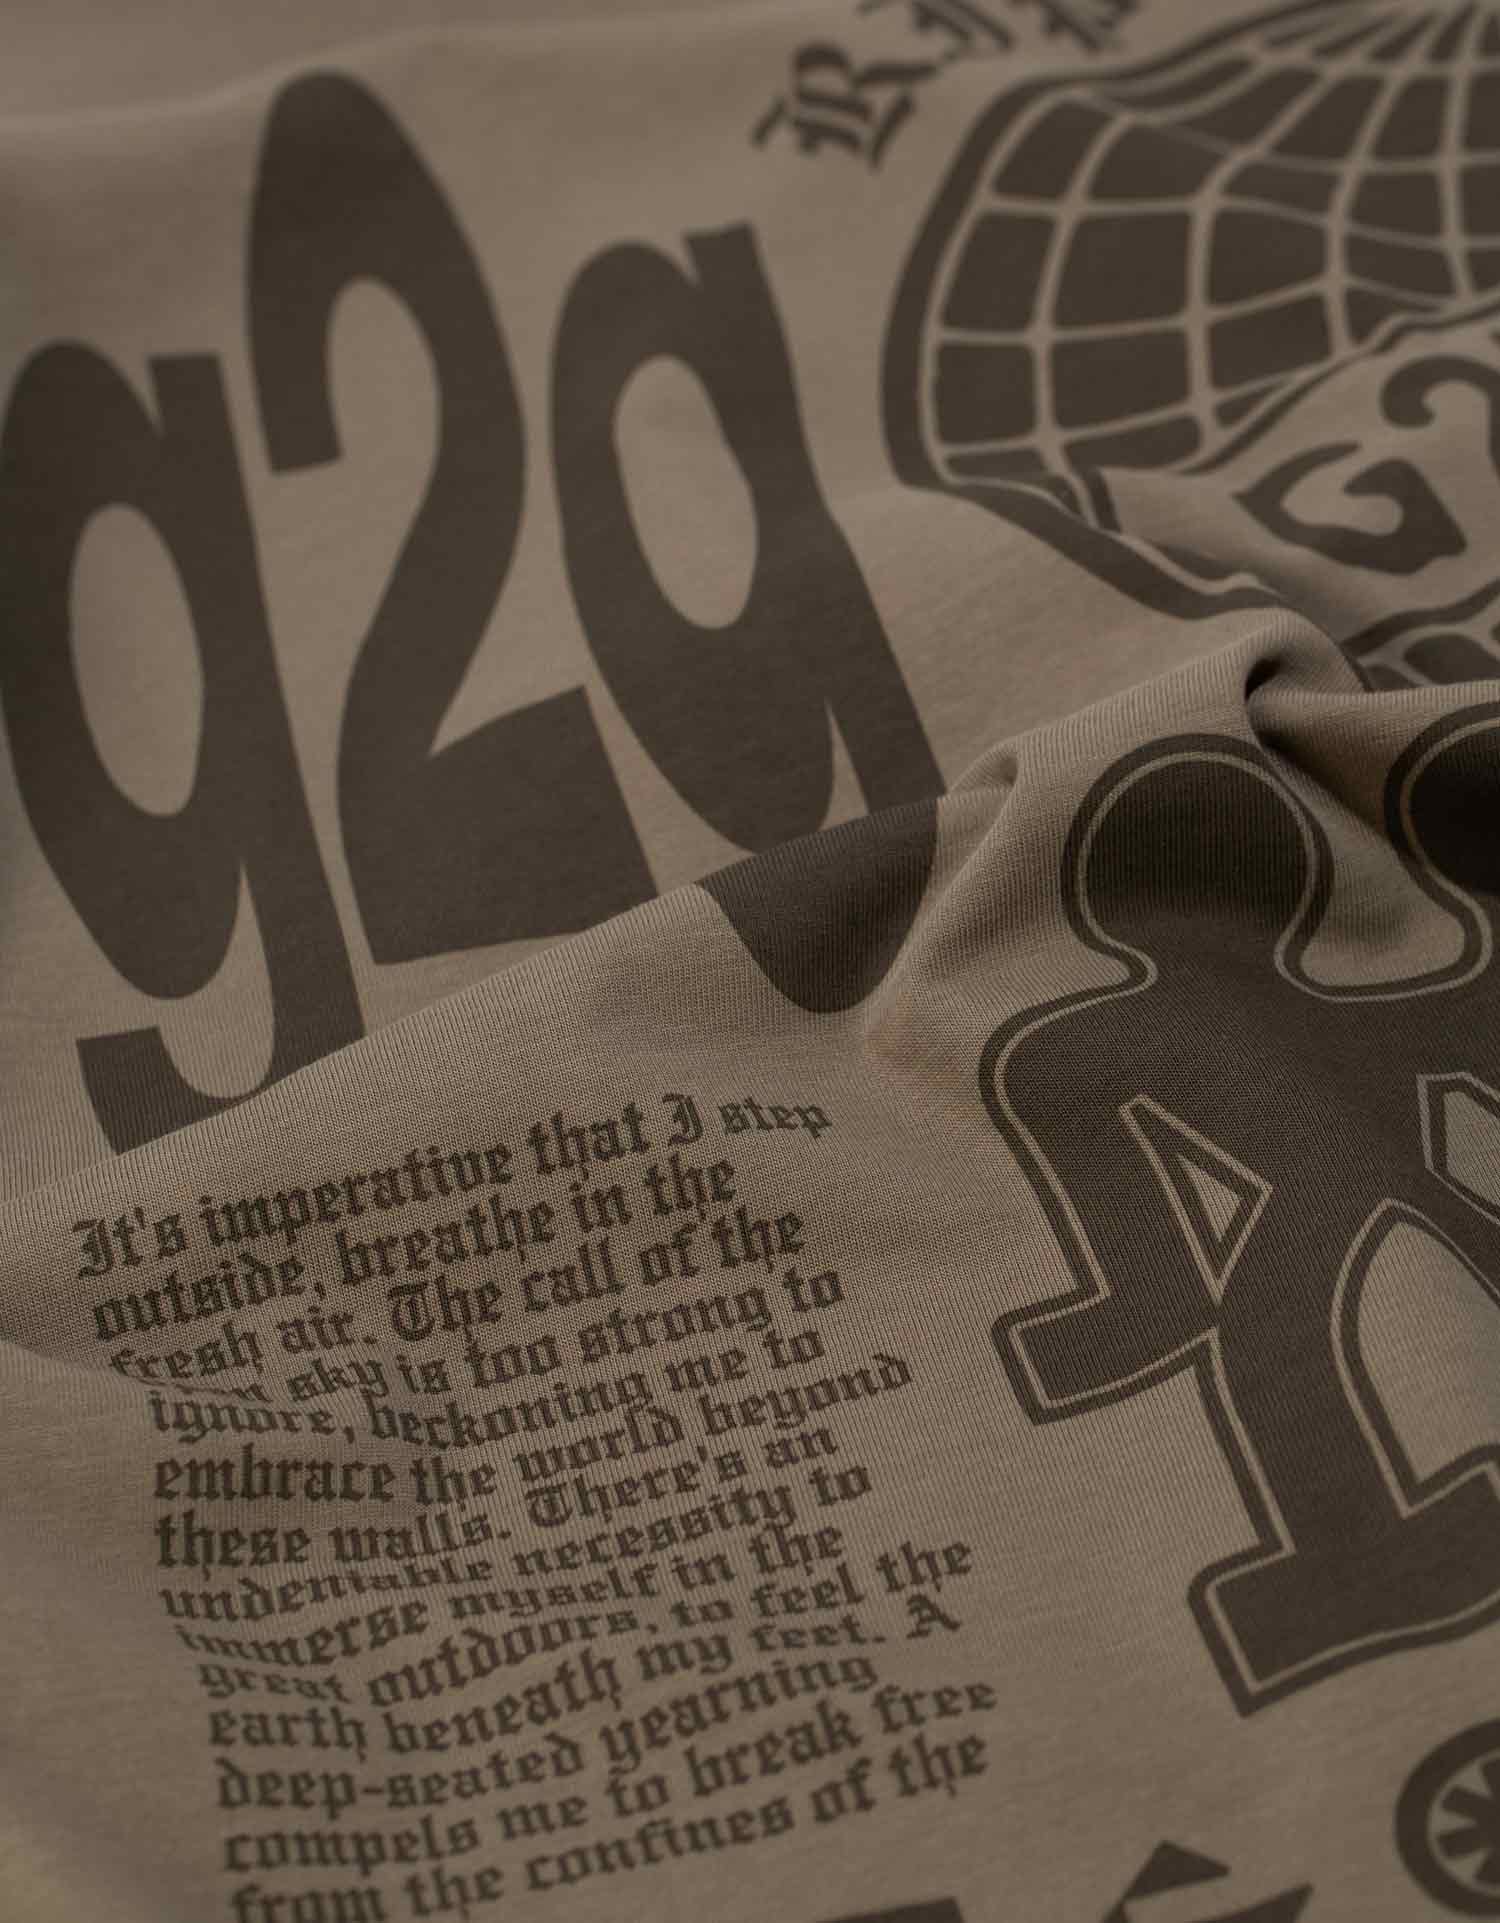 g2g
It's imperative that I step
outside, breathe in the
fresh air. The call of the
sky is too strong to
ignore, beckoning me to
embrace the world beyond
these walls. There's an
undeniable necessity to
immerse myself in the
great outdoors, to feel the
earth beneath my feet. A
deep-seated yearning
compels me to break free
from the confines of the